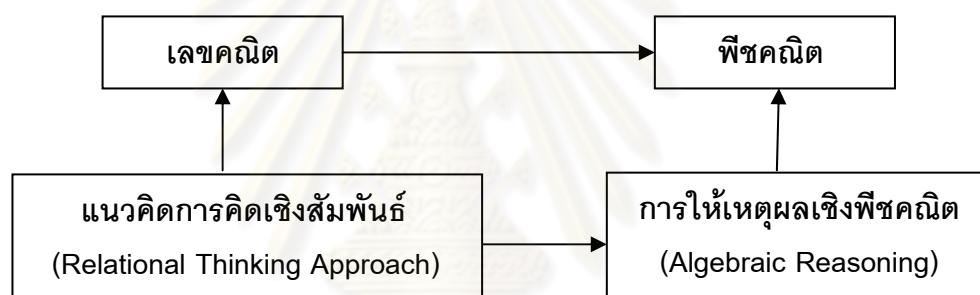 เลขคณิต
พีชคณิต
แนวคิดการคิดเชิงสัมพันธ์
(Relational Thinking Approach)
การให้เหตุผลเชิงพีชคณิต
(Algebraic Reasoning)